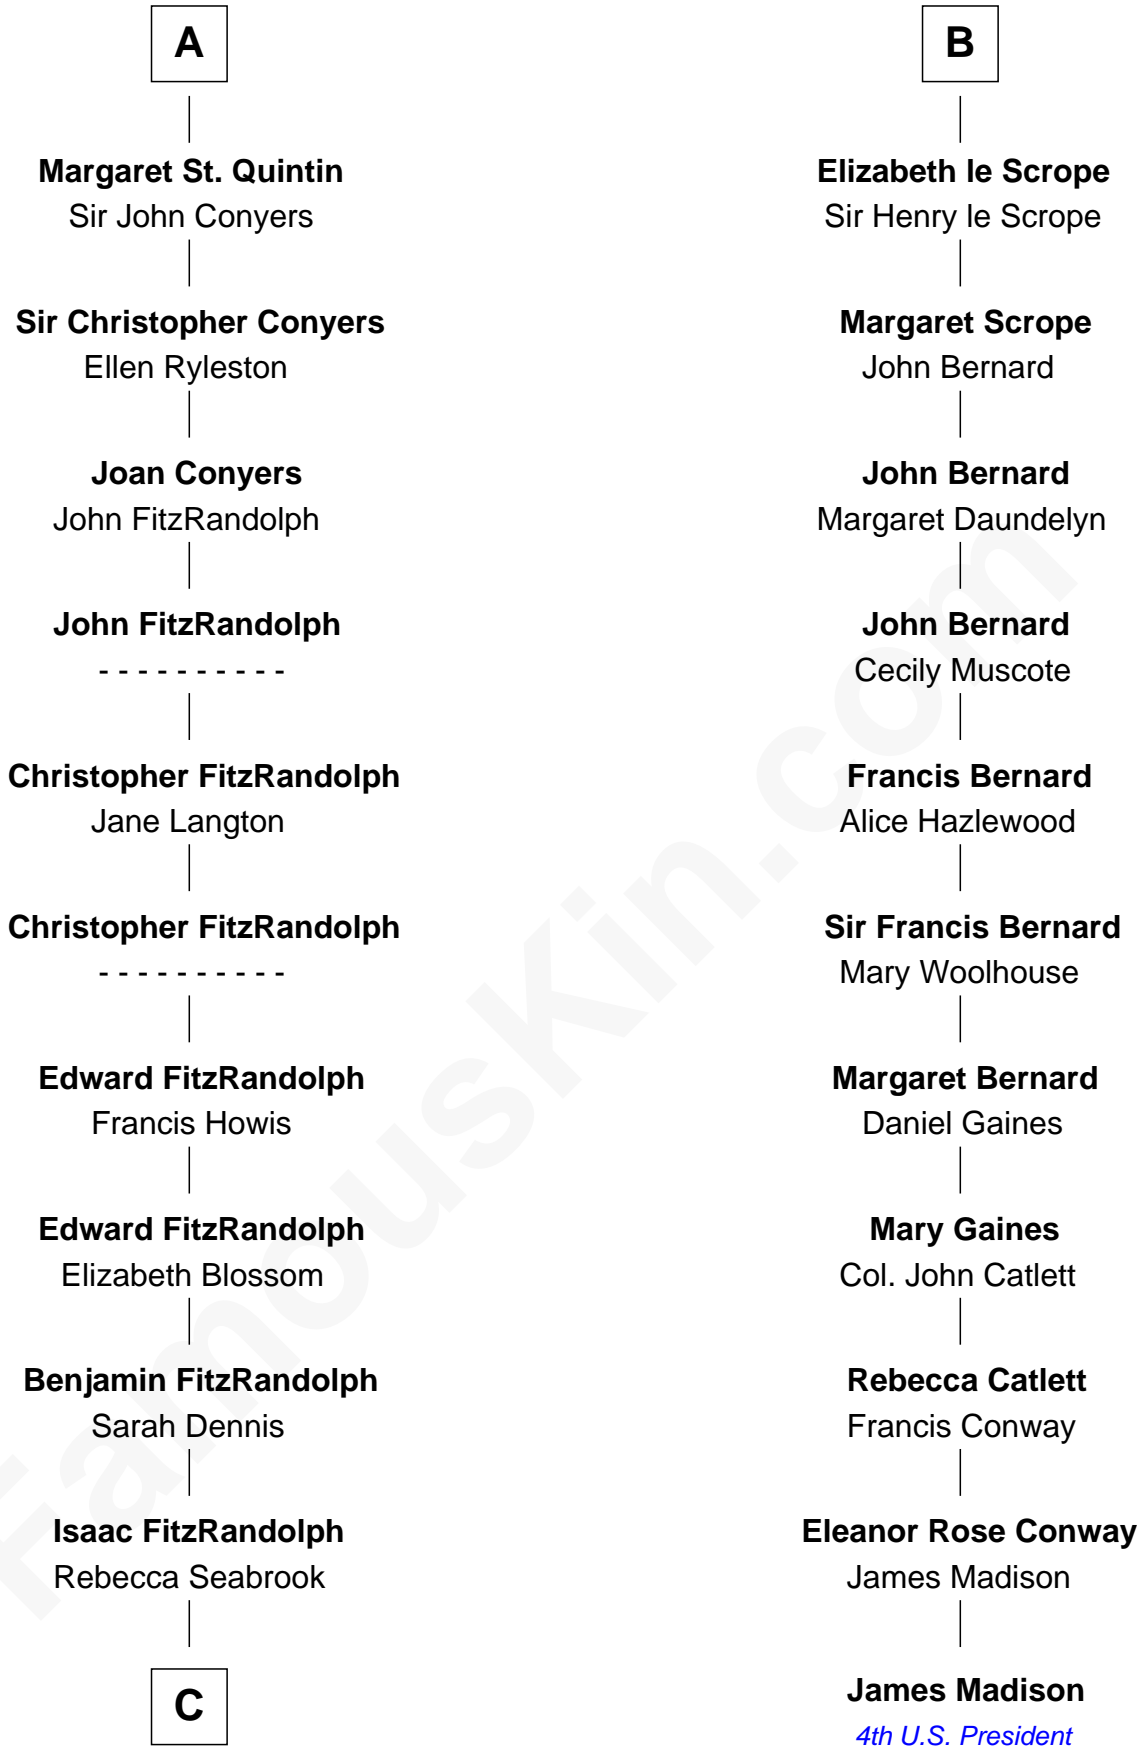 A
Margaret St. Quintin
Sir John Conyers
Sir Christopher Conyers
Ellen Ryleston
Joan Conyers
John FitzRandolph
John FitzRandolph
- - - - - - - - - -
Christopher FitzRandolph
Jane Langton
Christopher FitzRandolph
- - - - - - - - - -
Edward FitzRandolph
Francis Howis
Edward FitzRandolph
Elizabeth Blossom
Benjamin FitzRandolph
Sarah Dennis
Isaac FitzRandolph
Rebecca Seabrook
C
B
Elizabeth le Scrope
Sir Henry le Scrope
Margaret Scrope
John Bernard
John Bernard
Margaret Daundelyn
John Bernard
Cecily Muscote
Francis Bernard
Alice Hazlewood
Sir Francis Bernard
Mary Woolhouse
Margaret Bernard
Daniel Gaines
Mary Gaines
Col. John Catlett
Rebecca Catlett
Francis Conway
Eleanor Rose Conway
James Madison
James Madison
4th U.S. President
FamousKin.com